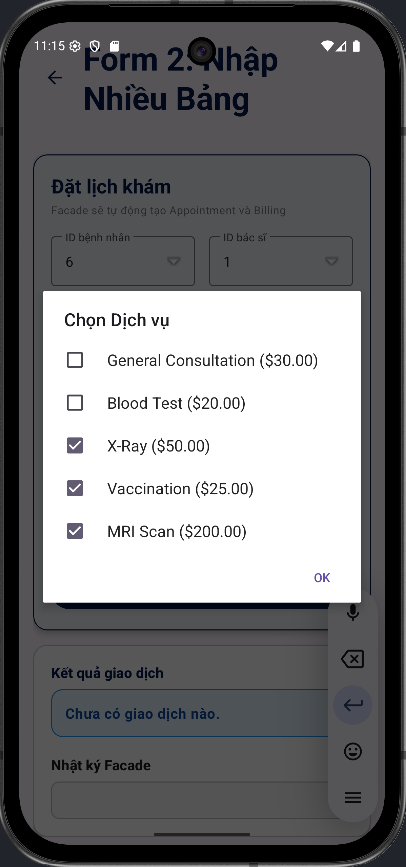 11:15
Form 2: Nhập
Nhiều Bảng
Đặt lịch khám
Facade sẽ tự động tạo Appointment và Billing
ID bệnh nhân
6
ID bác sĩ
1
Chọn Dịch vụ
General Consultation ($30.00)
Blood Test ($20.00)
X-Ray ($50.00)
Vaccination ($25.00)
MRI Scan ($200.00)
OK
Kết quả giao dịch
Chưa có giao dịch nào.
Nhật ký Facade